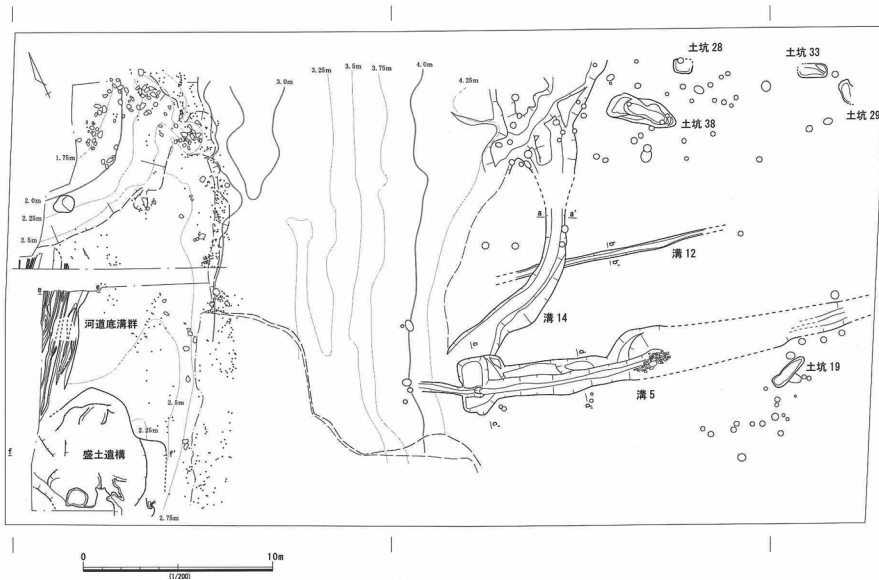 土坑 28
土坑 33
土坑 29
土坑 38
3.0m
3.25m
3.5m
3.75m
4.0m
4.25m
1.75m
2.0m
2.25m
2.5m
a a'
溝 12
溝 14
e e'
河道底溝群
土坑 19
溝 5
2.5m
2.25m
f f'
盛土遺構
2.75m
0 10m
(1/200)